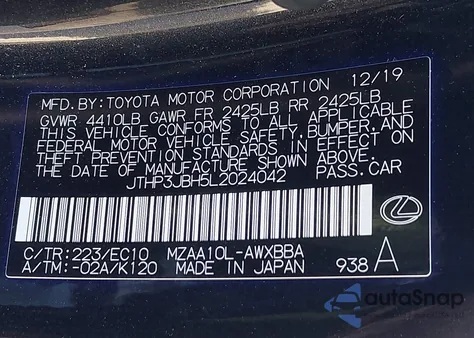 MFD.BY:TOYOTA MOTOR CORPORATION 12/19
GVWR 4410LB GAWR FR 2425LB RR 2425LB
THIS VEHICLE CONFORMS TO ALL APPLICABLE
FEDERAL MOTOR VEHICLE SAFETY,BUMPER,AND
THEFT PREVENTION STANDARDS IN EFFECT ON
THE DATE OF MANUFACTURE SHOWN ABOVE.
JTHP3JBH5L2024042 PASS.CAR
C/TR:223/EC10 MZAA10L-AWXBBA
A/TM:-02A/K120 MADE IN JAPAN 938 A
autoSnap